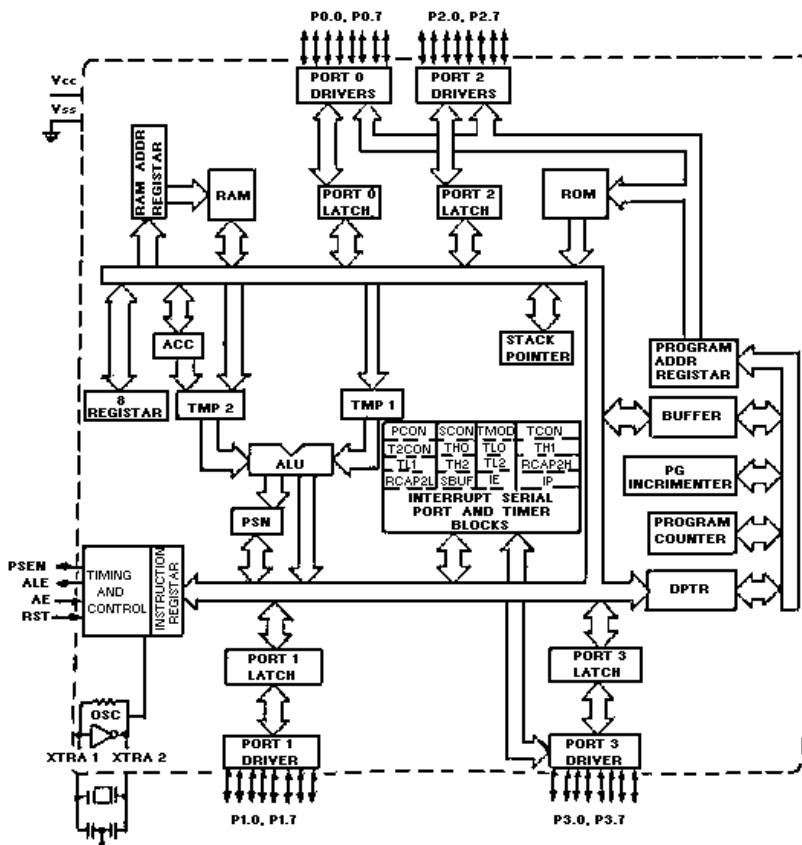 P0.0, P0.7
P2.0, P2.7
Vcc
Vss
PORT 0
DRIVERS
PORT 2
DRIVERS
RAM ADDR
REGISTAR
RAM
PORT 0
LATCH
PORT 2
LATCH
ROM
ACC
STACK
POINTER
PROGRAM
ADDR
REGISTAR
8
REGISTAR
TMP 2
TMP 1
BUFFER
PCON SCON TMOD TCON
T2CON TH0 TL0 TH1
TL1 TH2 TL2 RCAP2H
RCAP2L SBUF IE IP
INTERRUPT SERIAL
PORT AND TIMER
BLOCKS
ALU
PG
INCRIMENTER
PSN
PROGRAM
COUNTER
PSEN
ALE
AE
RST
TIMING
AND
CONTROL
INSTRUCTION
REGISTAR
DPTR
PORT 1
LATCH
PORT 3
LATCH
OSC
XTRA 1 XTRA 2
PORT 1
DRIVER
PORT 3
DRIVER
P1.0, P1.7
P3.0, P3.7